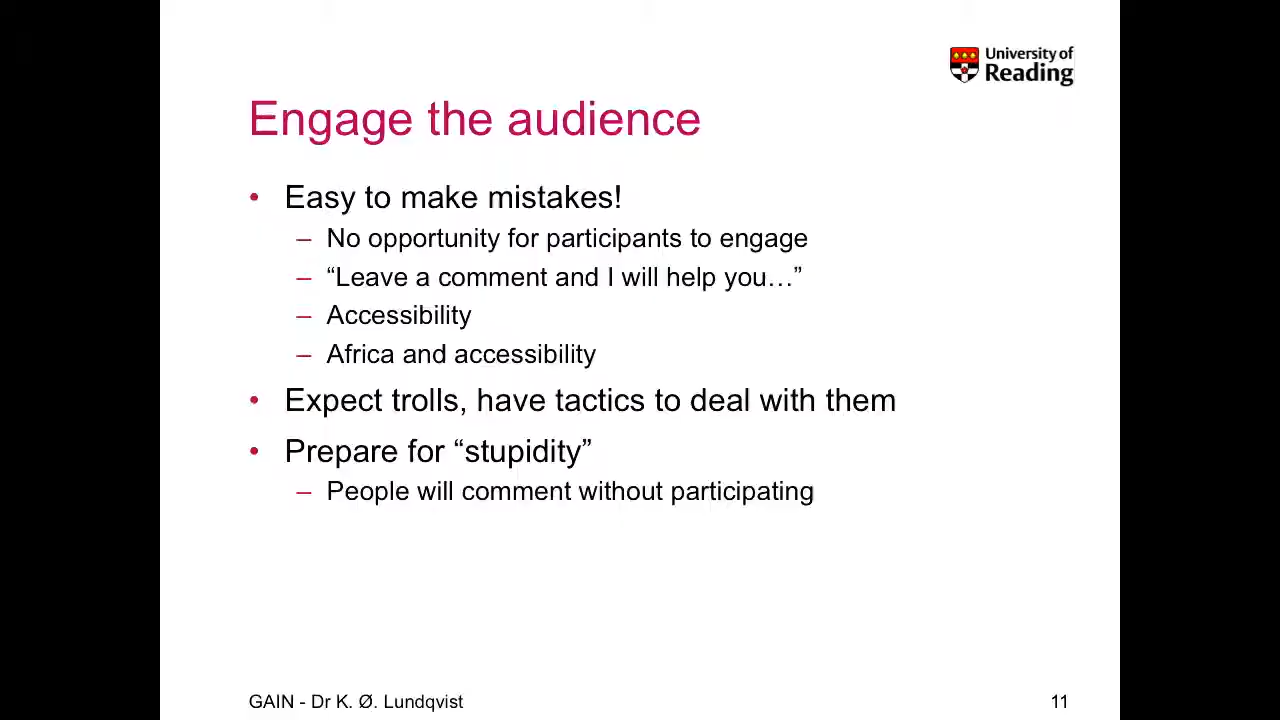 University of
Reading
Engage the audience
• Easy to make mistakes!
– No opportunity for participants to engage
– “Leave a comment and I will help you…”
– Accessibility
– Africa and accessibility
• Expect trolls, have tactics to deal with them
• Prepare for “stupidity”
– People will comment without participating
GAIN - Dr K. Ø. Lundqvist
11